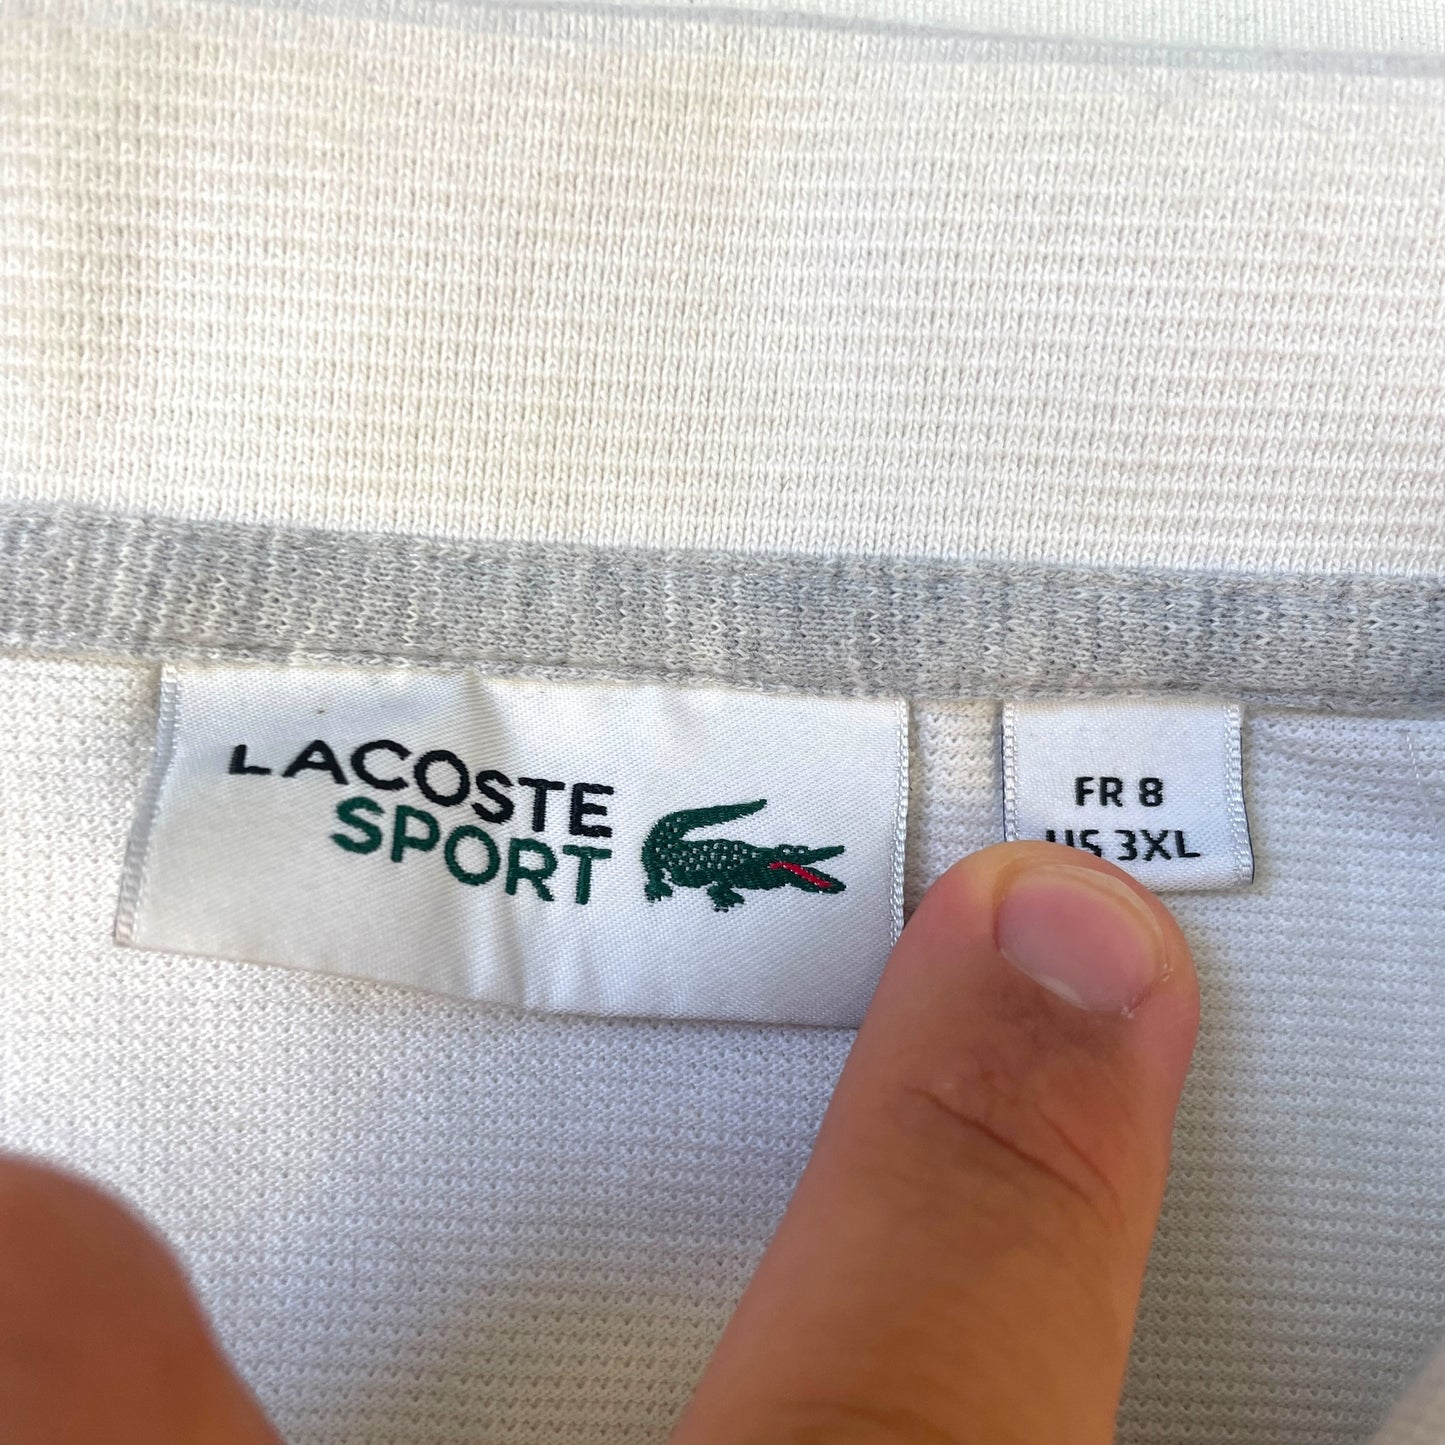 LACOSTE
SPORT
FR 8
US 3XL